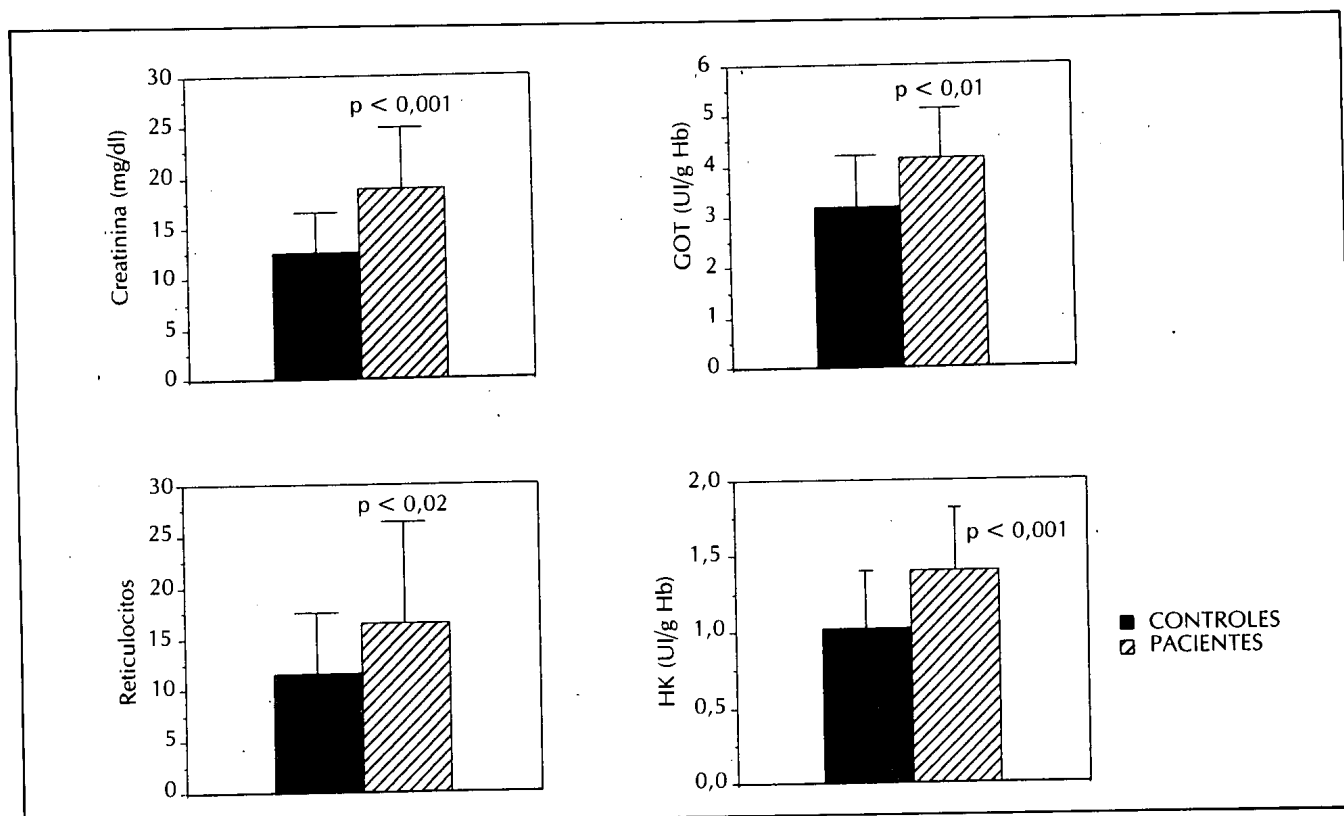 30
25
20
15
10
5
0
Creatinina (mg/dl)
p < 0,001
6
5
4
3
2
1
0
GOT (UI/g Hb)
p < 0,01
30
25
20
15
10
5
0
Reticulocitos
p < 0,02
2,0
1,5
1,0
0,5
0,0
HK (UI/g Hb)
p < 0,001
CONTROLES
PACIENTES